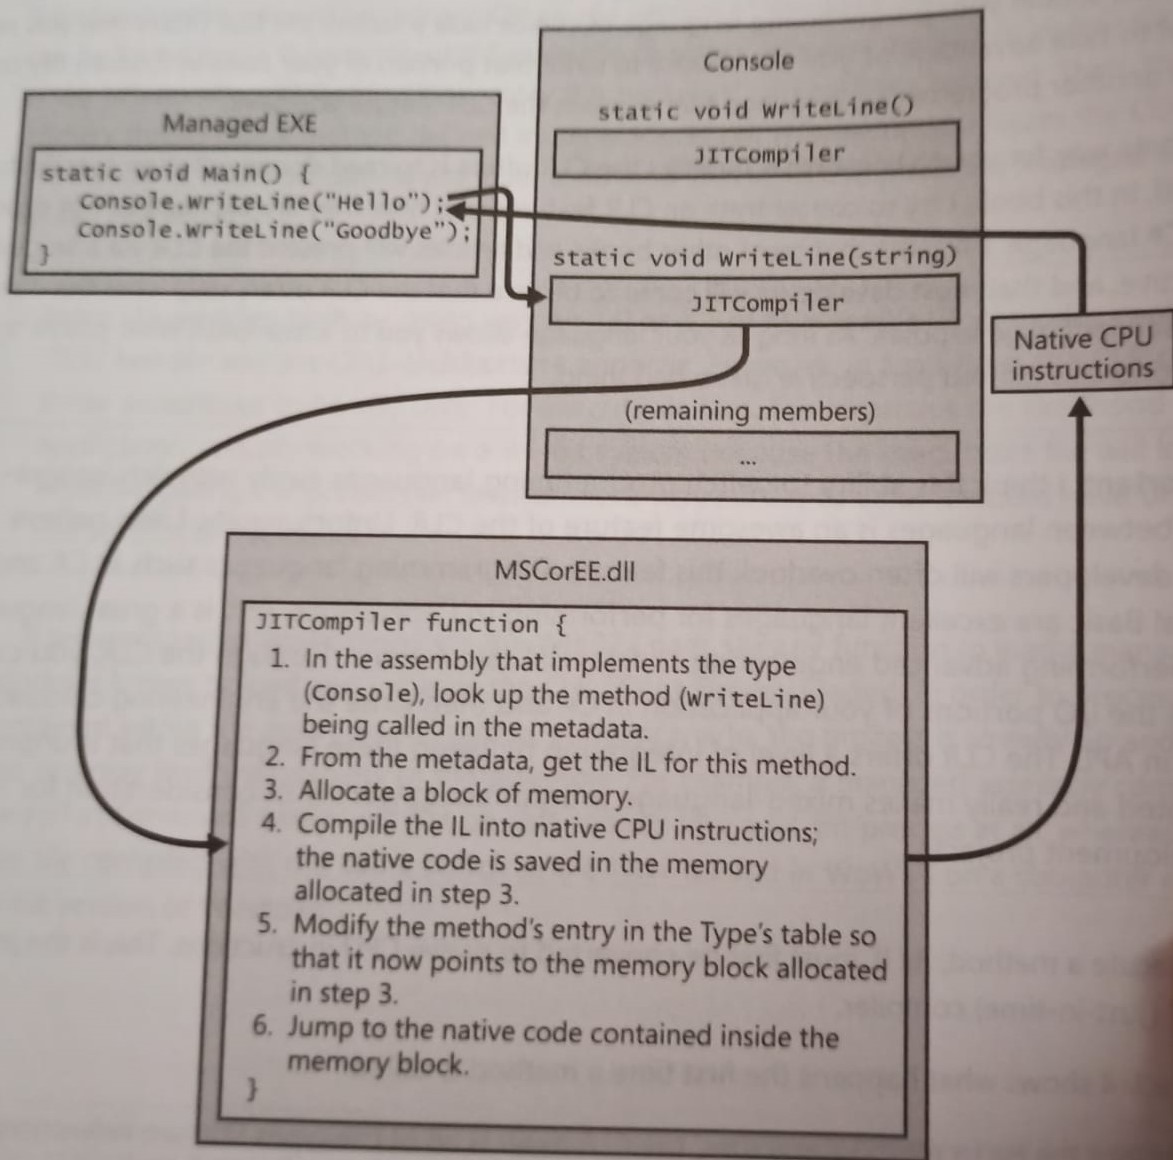 Managed EXE
static void Main() {
Console.WriteLine("Hello");
Console.WriteLine("Goodbye");
}
Console
static void WriteLine()
JITCompiler
static void WriteLine(string)
JITCompiler
(remaining members)
...
Native CPU
instructions
MSCorEE.dll
JITCompiler function {
1. In the assembly that implements the type
(Console), look up the method (WriteLine)
being called in the metadata.
2. From the metadata, get the IL for this method.
3. Allocate a block of memory.
4. Compile the IL into native CPU instructions;
the native code is saved in the memory
allocated in step 3.
5. Modify the method's entry in the Type's table so
that it now points to the memory block allocated
in step 3.
6. Jump to the native code contained inside the
memory block.
}